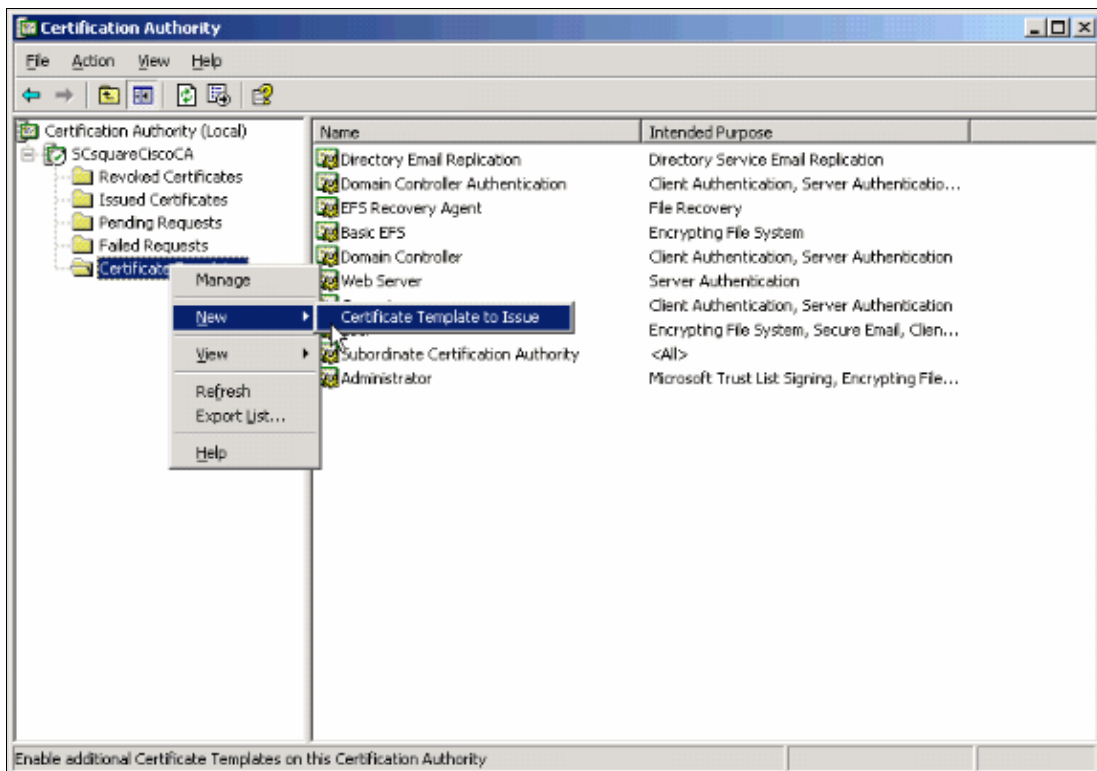 Certification Authority
File Action View Help
Certification Authority (Local)
SCsquareCiscoCA
Revoked Certificates
Issued Certificates
Pending Requests
Failed Requests
Certificate
Manage
New
View
Refresh
Export List...
Help
Certificate Template to Issue
Name Intended Purpose
Directory Email Replication Directory Service Email Replication
Domain Controller Authentication Client Authentication, Server Authenticatio...
EFS Recovery Agent File Recovery
Basic EFS Encrypting File System
Domain Controller Client Authentication, Server Authentication
Web Server Server Authentication
Client Authentication, Server Authentication
Encrypting File System, Secure Email, Clien...
Subordinate Certification Authority <All>
Administrator Microsoft Trust List Signing, Encrypting File...
Enable additional Certificate Templates on this Certification Authority